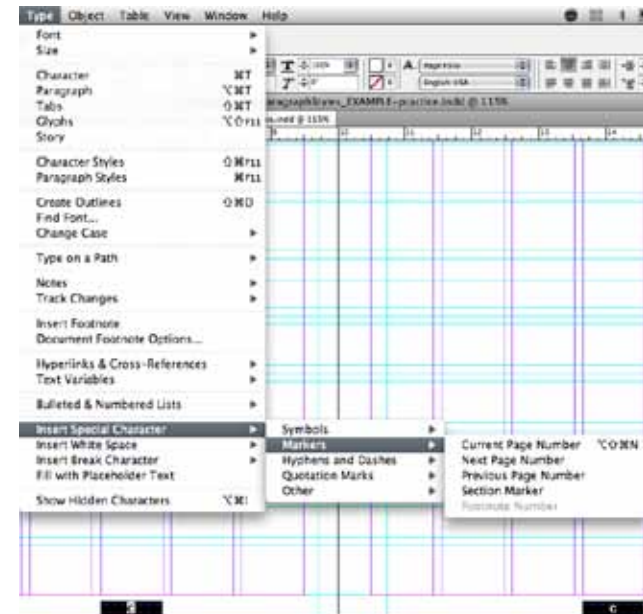 Type Object Table View Window Help
Font
Size
Character ⌘T
Paragraph ⌥⌘T
Tabs ⇧⌘T
Glyphs ⌥⇧F11
Story
Character Styles ⇧⌘F11
Paragraph Styles ⌘F11
Create Outlines ⇧⌘O
Find Font...
Change Case
Type on a Path
Notes
Track Changes
Insert Footnote
Document Footnote Options...
Hyperlinks & Cross-References
Text Variables
Bulleted & Numbered Lists
Insert Special Character
Insert White Space
Insert Break Character
Fill with Placeholder Text
Show Hidden Characters ⌥⌘I
Symbols
Markers
Hyphens and Dashes
Quotation Marks
Other
Current Page Number ⌥⇧⌘N
Next Page Number
Previous Page Number
Section Marker
Footnote Number